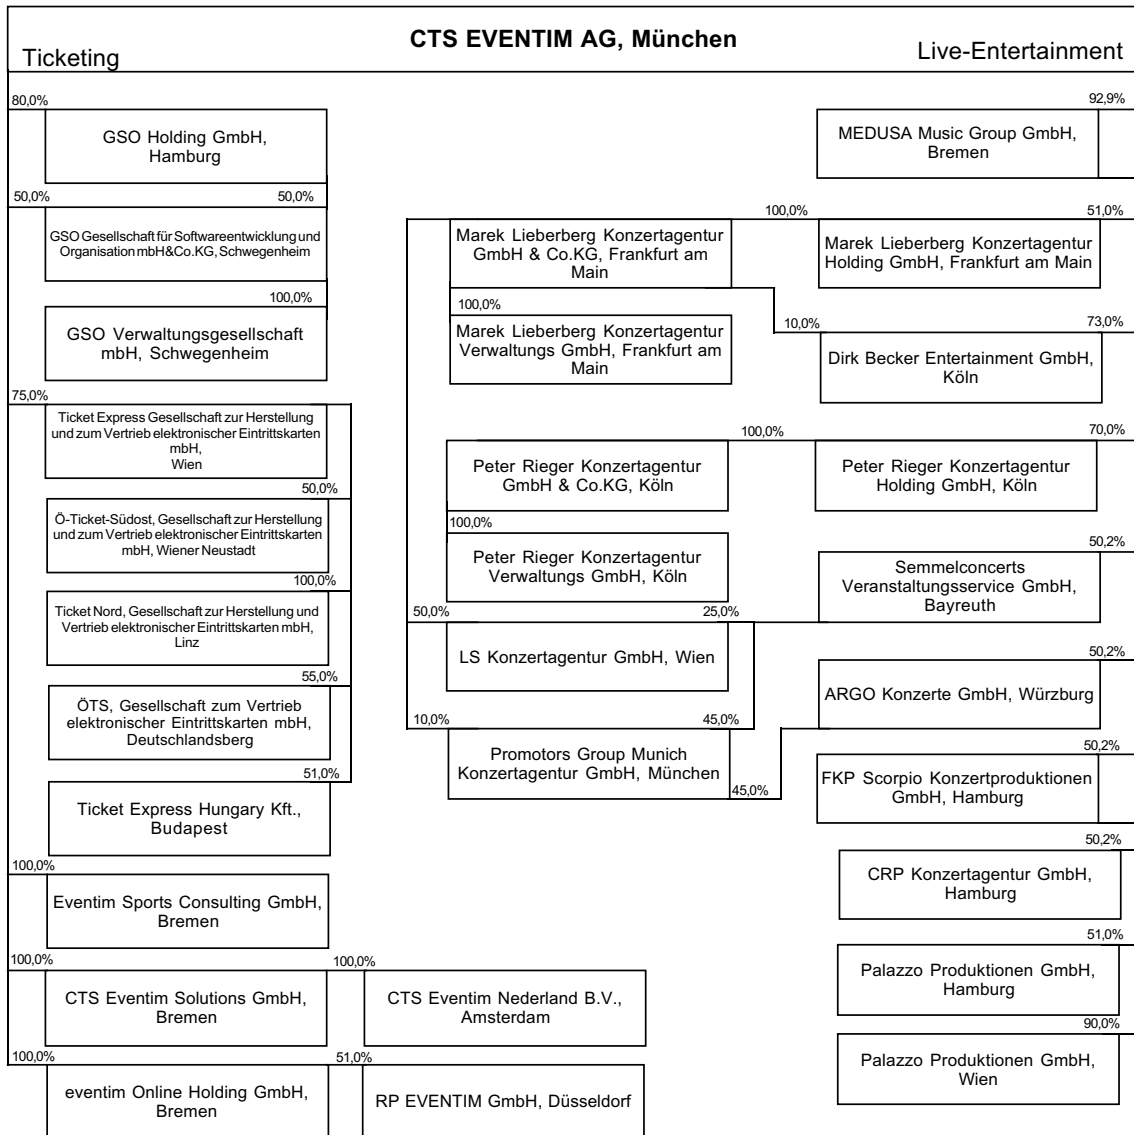 CTS EVENTIM AG, München
Ticketing
Live-Entertainment
80,0%
GSO Holding GmbH,
Hamburg
50,0%
50,0%
GSO Gesellschaft für Softwareentwicklung und
Organisation mbH&Co.KG, Schwegenheim
100,0%
GSO Verwaltungsgesellschaft
mbH, Schwegenheim
75,0%
Ticket Express Gesellschaft zur Herstellung
und zum Vertrieb elektronischer Eintrittskarten
mbH,
Wien
50,0%
Ö-Ticket-Südost, Gesellschaft zur Herstellung
und zum Vertrieb elektronischer Eintrittskarten
mbH, Wiener Neustadt
100,0%
Ticket Nord, Gesellschaft zur Herstellung und
Vertrieb elektronischer Eintrittskarten mbH,
Linz
55,0%
ÖTS, Gesellschaft zum Vertrieb
elektronischer Eintrittskarten mbH,
Deutschlandsberg
51,0%
Ticket Express Hungary Kft.,
Budapest
100,0%
Eventim Sports Consulting GmbH,
Bremen
100,0%
CTS Eventim Solutions GmbH,
Bremen
100,0%
CTS Eventim Nederland B.V.,
Amsterdam
100,0%
eventim Online Holding GmbH,
Bremen
51,0%
RP EVENTIM GmbH, Düsseldorf
Marek Lieberberg Konzertagentur
GmbH & Co.KG, Frankfurt am
Main
100,0%
Marek Lieberberg Konzertagentur
Verwaltungs GmbH, Frankfurt am
Main
Peter Rieger Konzertagentur
GmbH & Co.KG, Köln
100,0%
Peter Rieger Konzertagentur
Verwaltungs GmbH, Köln
50,0%
25,0%
LS Konzertagentur GmbH, Wien
10,0%
45,0%
Promotors Group Munich
Konzertagentur GmbH, München
45,0%
92,9%
MEDUSA Music Group GmbH,
Bremen
100,0%
51,0%
Marek Lieberberg Konzertagentur
Holding GmbH, Frankfurt am Main
10,0%
73,0%
Dirk Becker Entertainment GmbH,
Köln
100,0%
70,0%
Peter Rieger Konzertagentur
Holding GmbH, Köln
50,2%
Semmelconcerts
Veranstaltungsservice GmbH,
Bayreuth
50,2%
ARGO Konzerte GmbH, Würzburg
50,2%
FKP Scorpio Konzertproduktionen
GmbH, Hamburg
50,2%
CRP Konzertagentur GmbH,
Hamburg
51,0%
Palazzo Produktionen GmbH,
Hamburg
90,0%
Palazzo Produktionen GmbH,
Wien